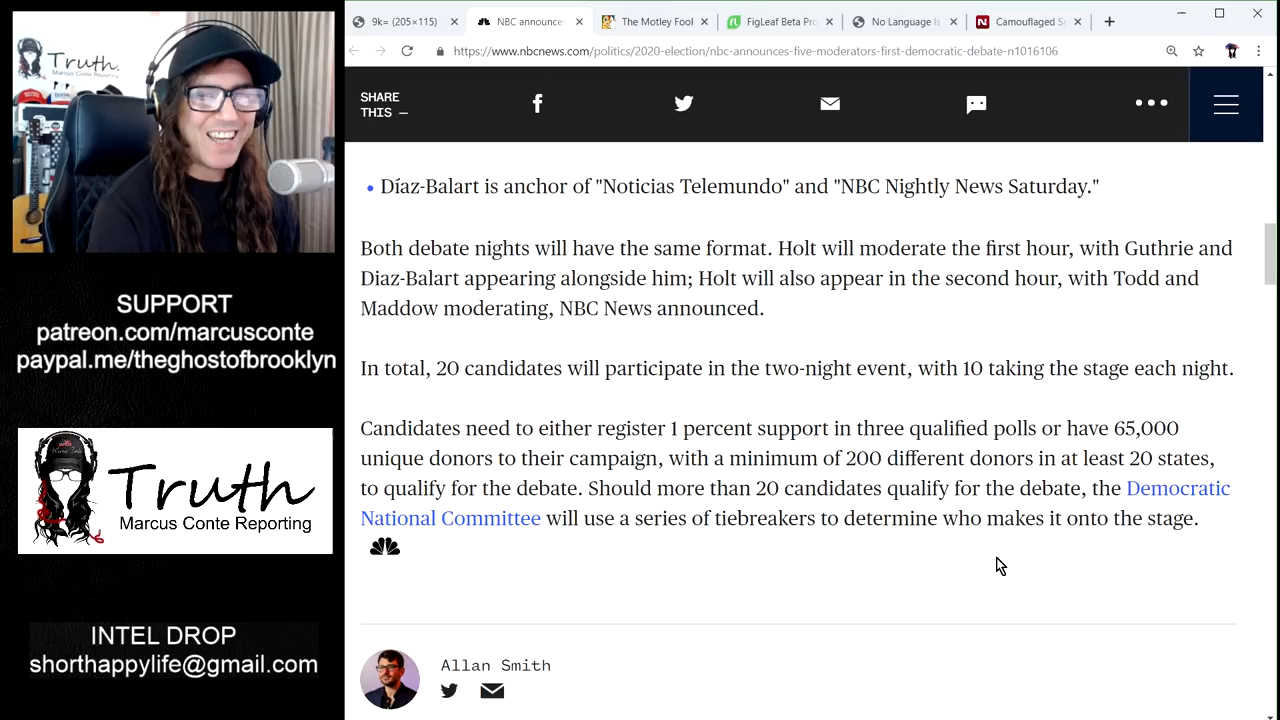 9k= (205×115)
NBC announces
The Motley Fool
FigLeaf Beta Pro
No Language Is
Camouflaged Se
https://www.nbcnews.com/politics/2020-election/nbc-announces-five-moderators-first-democratic-debate-n1016106
Truth.
Marcus Conte Reporting
SHARE
THIS —
• Díaz-Balart is anchor of "Noticias Telemundo" and "NBC Nightly News Saturday."
Both debate nights will have the same format. Holt will moderate the first hour, with Guthrie and
Diaz-Balart appearing alongside him; Holt will also appear in the second hour, with Todd and
Maddow moderating, NBC News announced.
In total, 20 candidates will participate in the two-night event, with 10 taking the stage each night.
Candidates need to either register 1 percent support in three qualified polls or have 65,000
unique donors to their campaign, with a minimum of 200 different donors in at least 20 states,
to qualify for the debate. Should more than 20 candidates qualify for the debate, the Democratic
National Committee will use a series of tiebreakers to determine who makes it onto the stage.
Allan Smith
SUPPORT
patreon.com/marcusconte
paypal.me/theghostofbrooklyn
Truth
Marcus Conte Reporting
INTEL DROP
shorthappylife@gmail.com